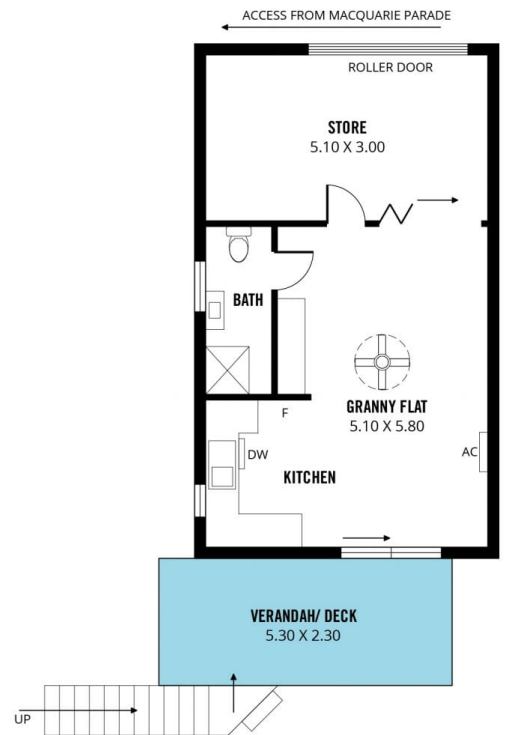 ACCESS FROM MACQUARIE PARADE
ROLLER DOOR
STORE
5.10 X 3.00
BATH
GRANNY FLAT
5.10 X 5.80
F
DW
AC
KITCHEN
VERANDAH/ DECK
5.30 X 2.30
UP